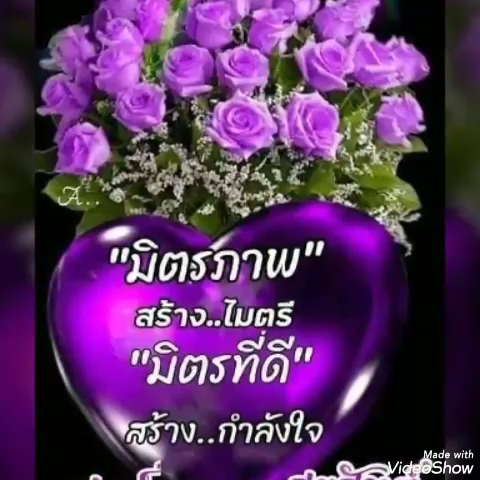 A..
"มิตรภาพ"
สร้าง..ไมตรี
"มิตรที่ดี"
สร้าง..กำลังใจ
Made with
VideoShow